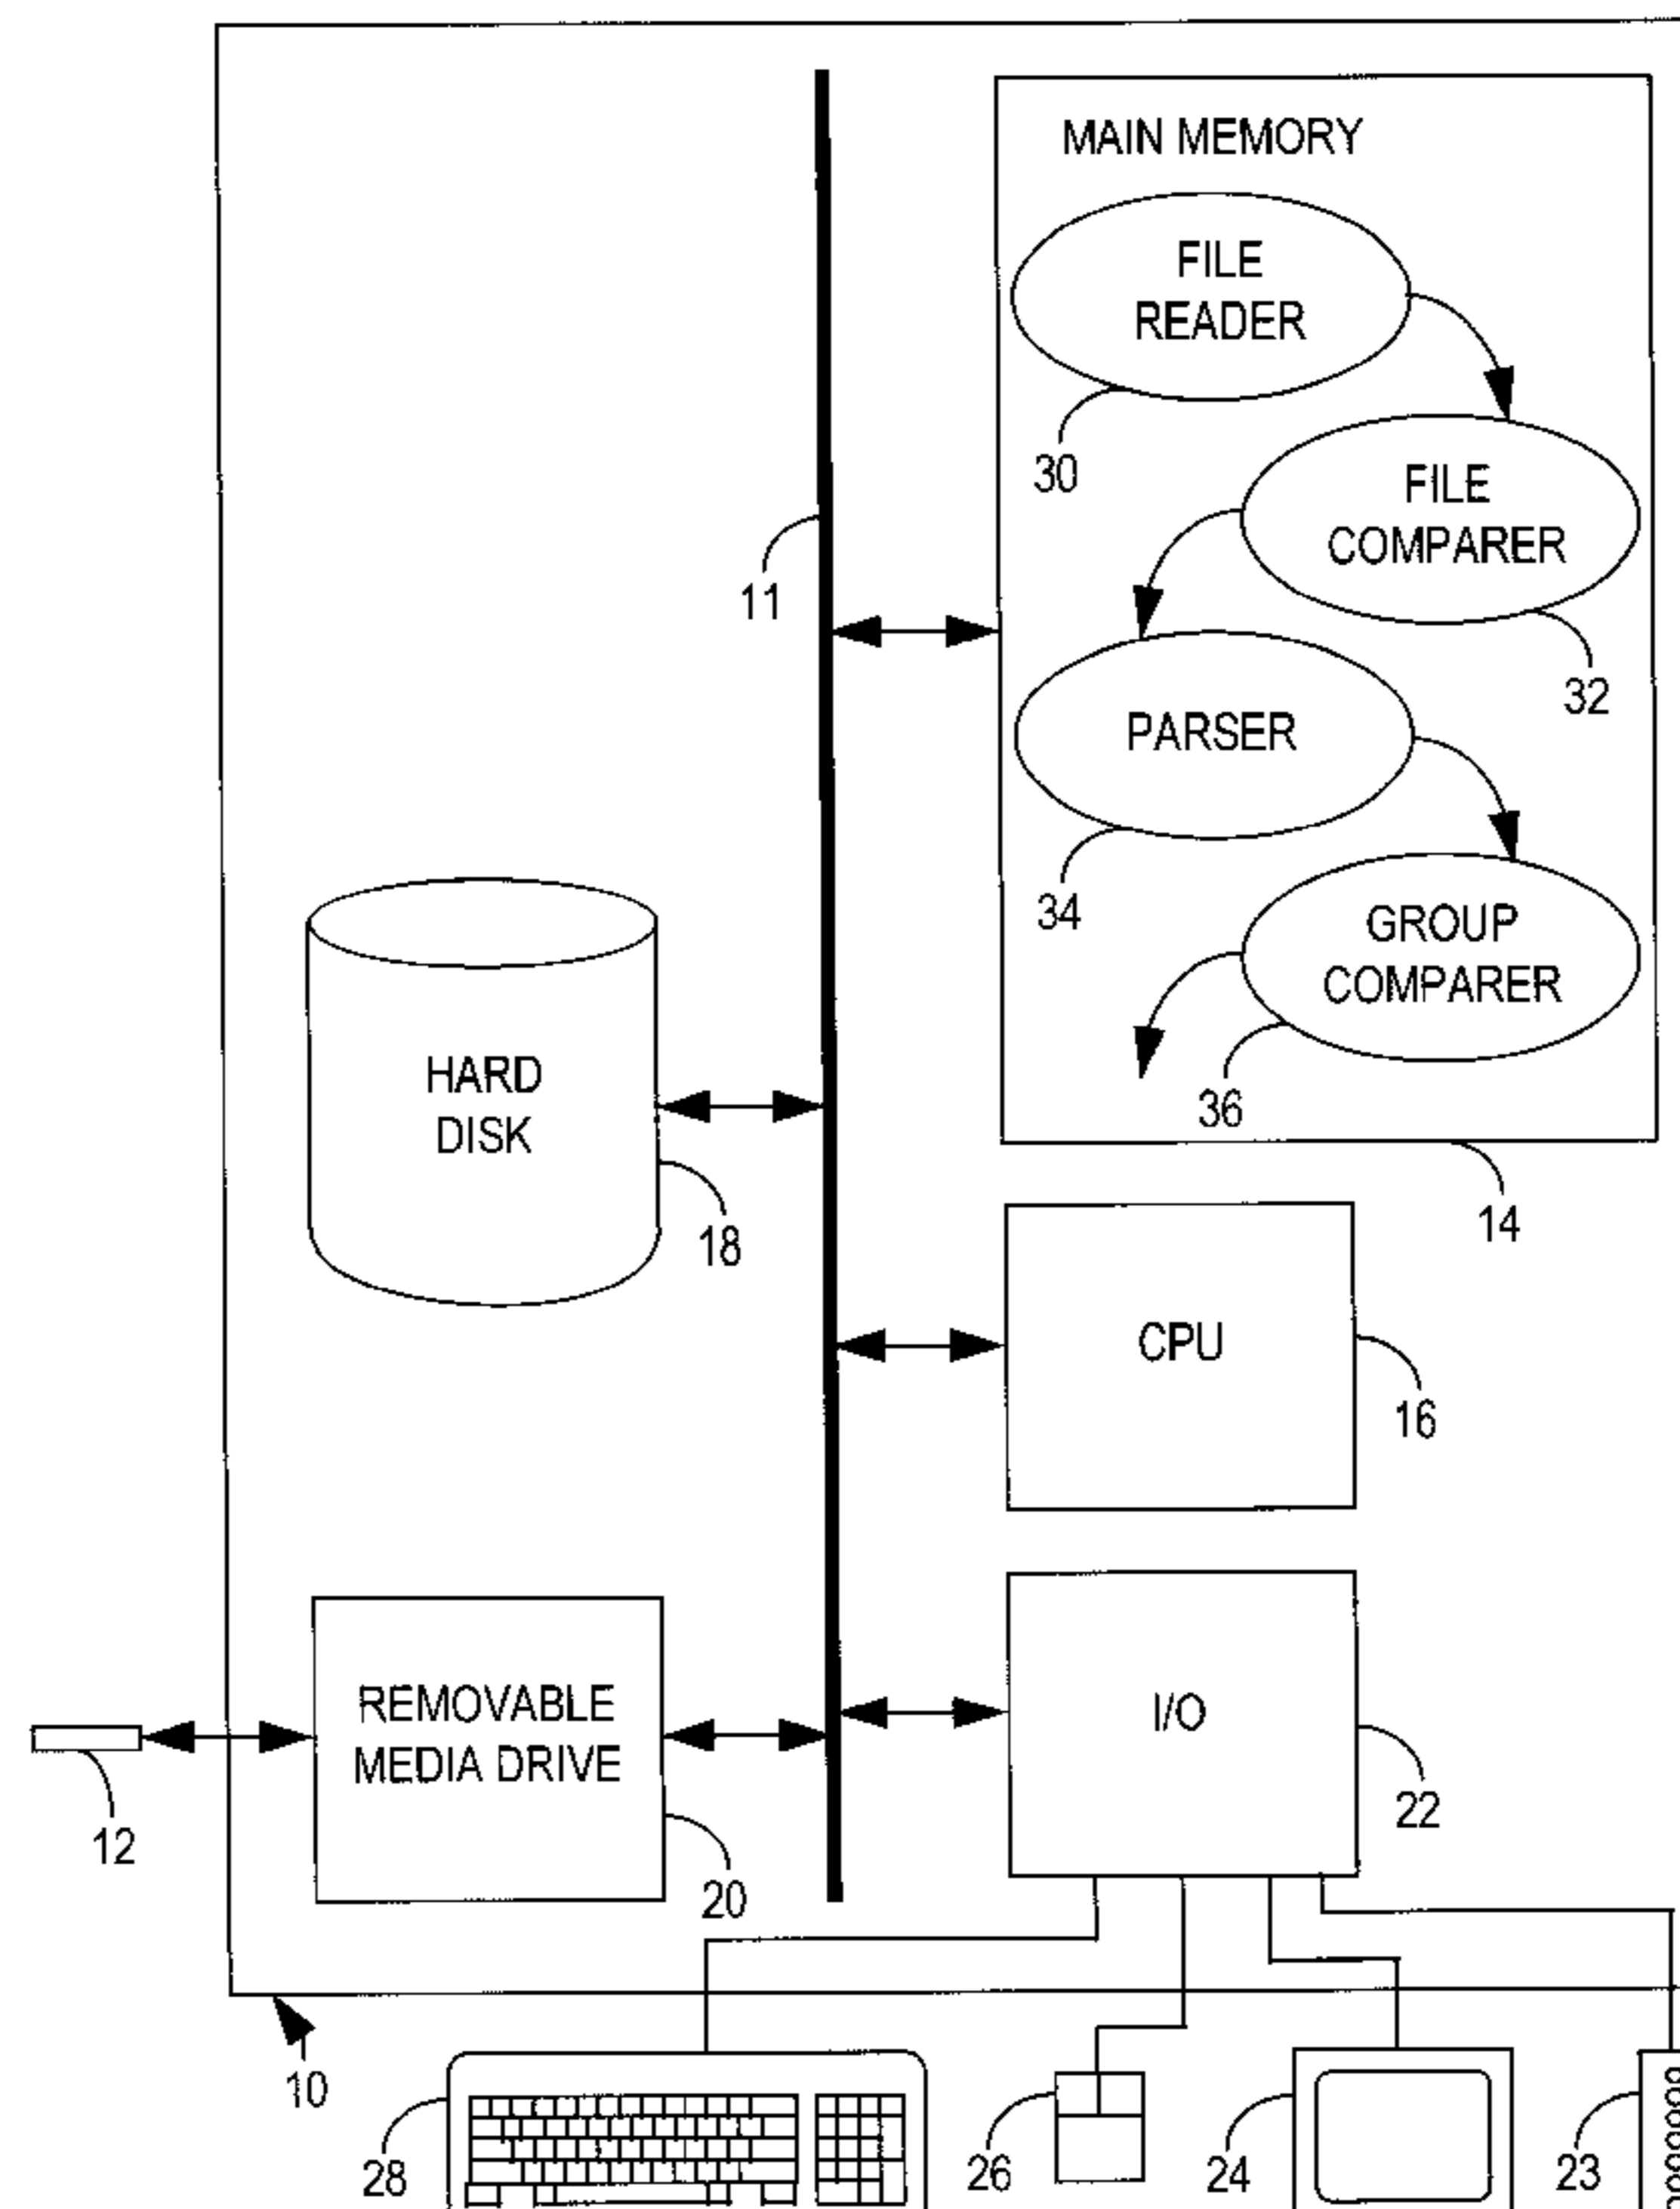 MAIN MEMORY
FILE
READER
30
FILE
COMPARER
32
11
PARSER
34
GROUP
COMPARER
36
14
HARD
DISK
18
CPU
16
REMOVABLE
MEDIA DRIVE
12
20
I/O
22
10
28
26
24
23